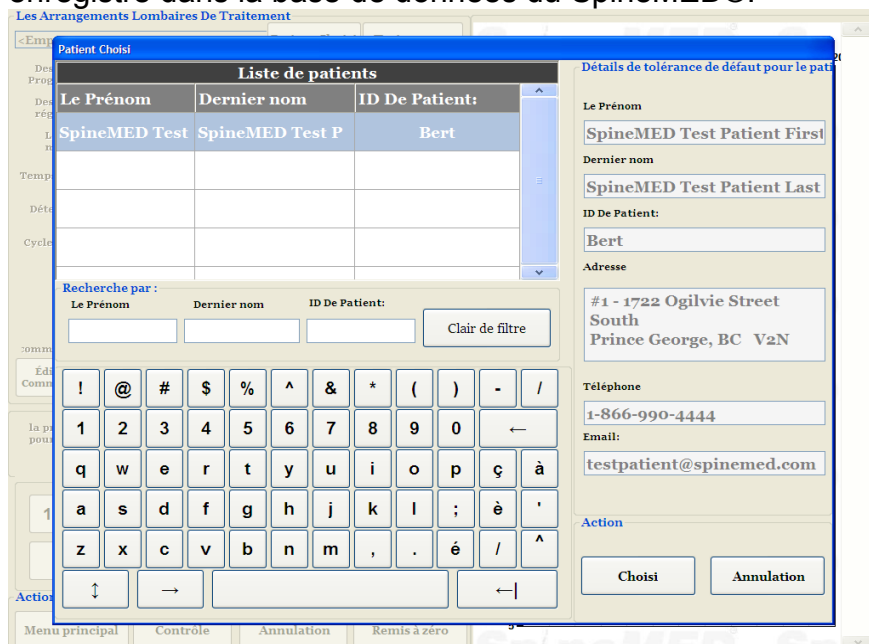 enregistré dans la base de données du SpineMED®.
Les Arrangements Lombaires De Traitement
Patient Choisi
Liste de patients
Le Prénom Dernier nom ID De Patient:
SpineMED Test SpineMED Test P Bert
Recherche par :
Le Prénom Dernier nom ID De Patient:
Clair de filtre
! @ # $ % ^ & * ( ) - /
1 2 3 4 5 6 7 8 9 0 ←
q w e r t y u i o p ç à
a s d f g h j k l ; è '
z x c v b n m , . é / ^
↕ → ←|
Détails de tolérance de défaut pour le pati
Le Prénom
SpineMED Test Patient First
Dernier nom
SpineMED Test Patient Last
ID De Patient:
Bert
Adresse
#1 - 1722 Ogilvie Street
South
Prince George, BC V2N
Téléphone
1-866-990-4444
Email:
testpatient@spinemed.com
Action
Choisi Annulation
Menu principal Contrôle Annulation Remis à zéro